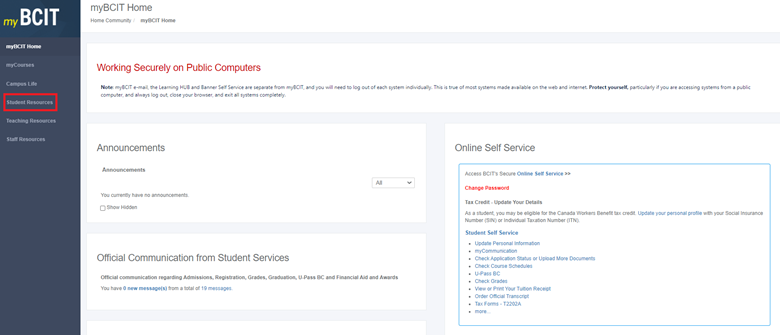 my BCIT
myBCIT Home
myCourses
Campus Life
Student Resources
Teaching Resources
Staff Resources
myBCIT Home
Home Community / myBCIT Home
Working Securely on Public Computers
Note: myBCIT e-mail, the Learning HUB and Banner Self Service are separate from myBCIT, and you will need to log out of each system individually. This is true of most systems made available on the web and internet. Protect yourself, particularly if you are accessing systems from a public
computer, and always log out, close your browser, and exit all systems completely.
Announcements
Announcements
All
You currently have no announcements.
Show Hidden
Official Communication from Student Services
Official communication regarding Admissions, Registration, Grades, Graduation, U-Pass BC and Financial Aid and Awards
You have 0 new message(s) from a total of 19 messages.
Online Self Service
Access BCIT's Secure Online Self Service >>
Change Password
Tax Credit - Update Your Details
As a student, you may be eligible for the Canada Workers Benefit tax credit. Update your personal profile with your Social Insurance
Number (SIN) or Individual Taxation Number (ITN).
Student Self Service
Update Personal Information
myCommunication
Check Application Status or Upload More Documents
Check Course Schedules
U-Pass BC
Check Grades
View or Print Your Tuition Receipt
Order Official Transcript
Tax Forms - T2202A
more...